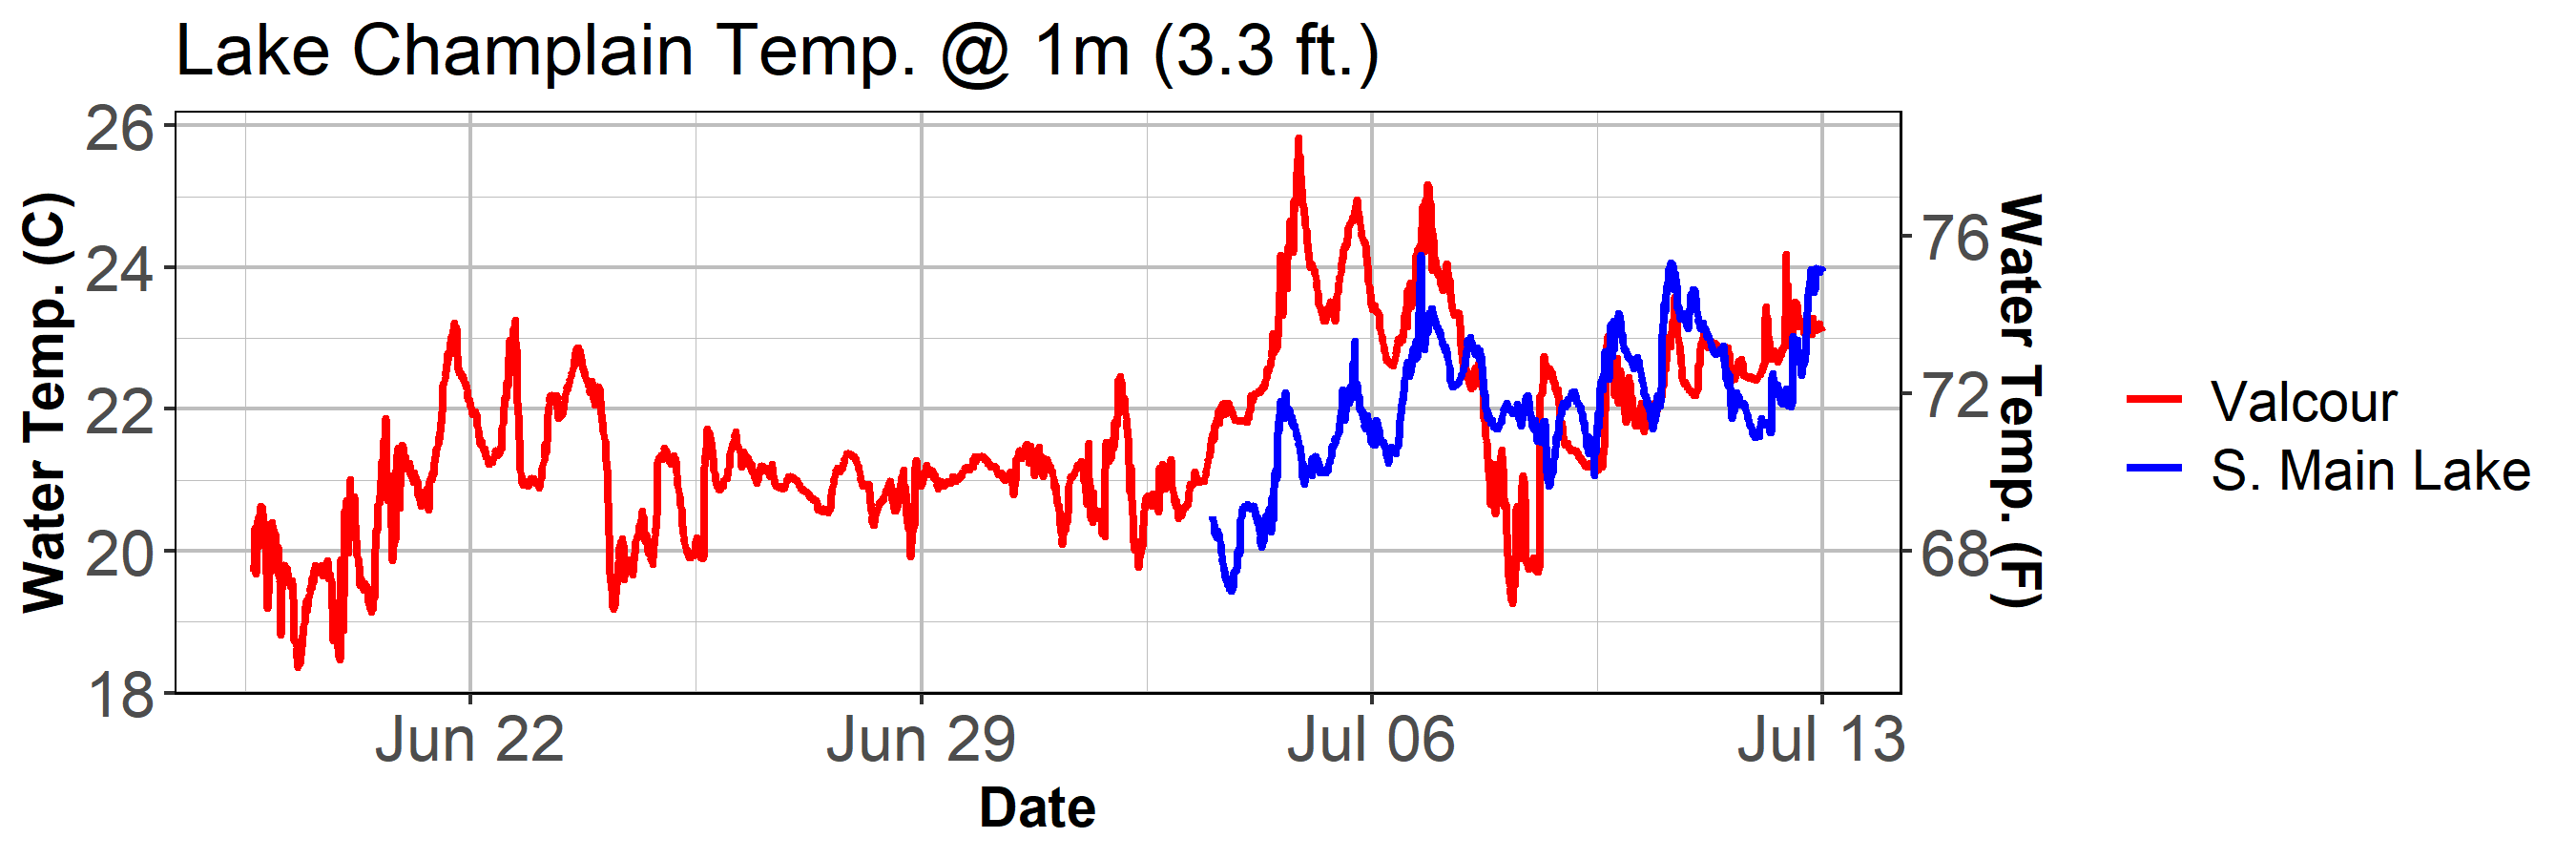 Lake Champlain Temp. @ 1m (3.3 ft.)
Water Temp. (C)
26
24
22
20
18
76
72
68
Water Temp. (F)
Jun 22
Jun 29
Jul 06
Jul 13
Date
Valcour
S. Main Lake